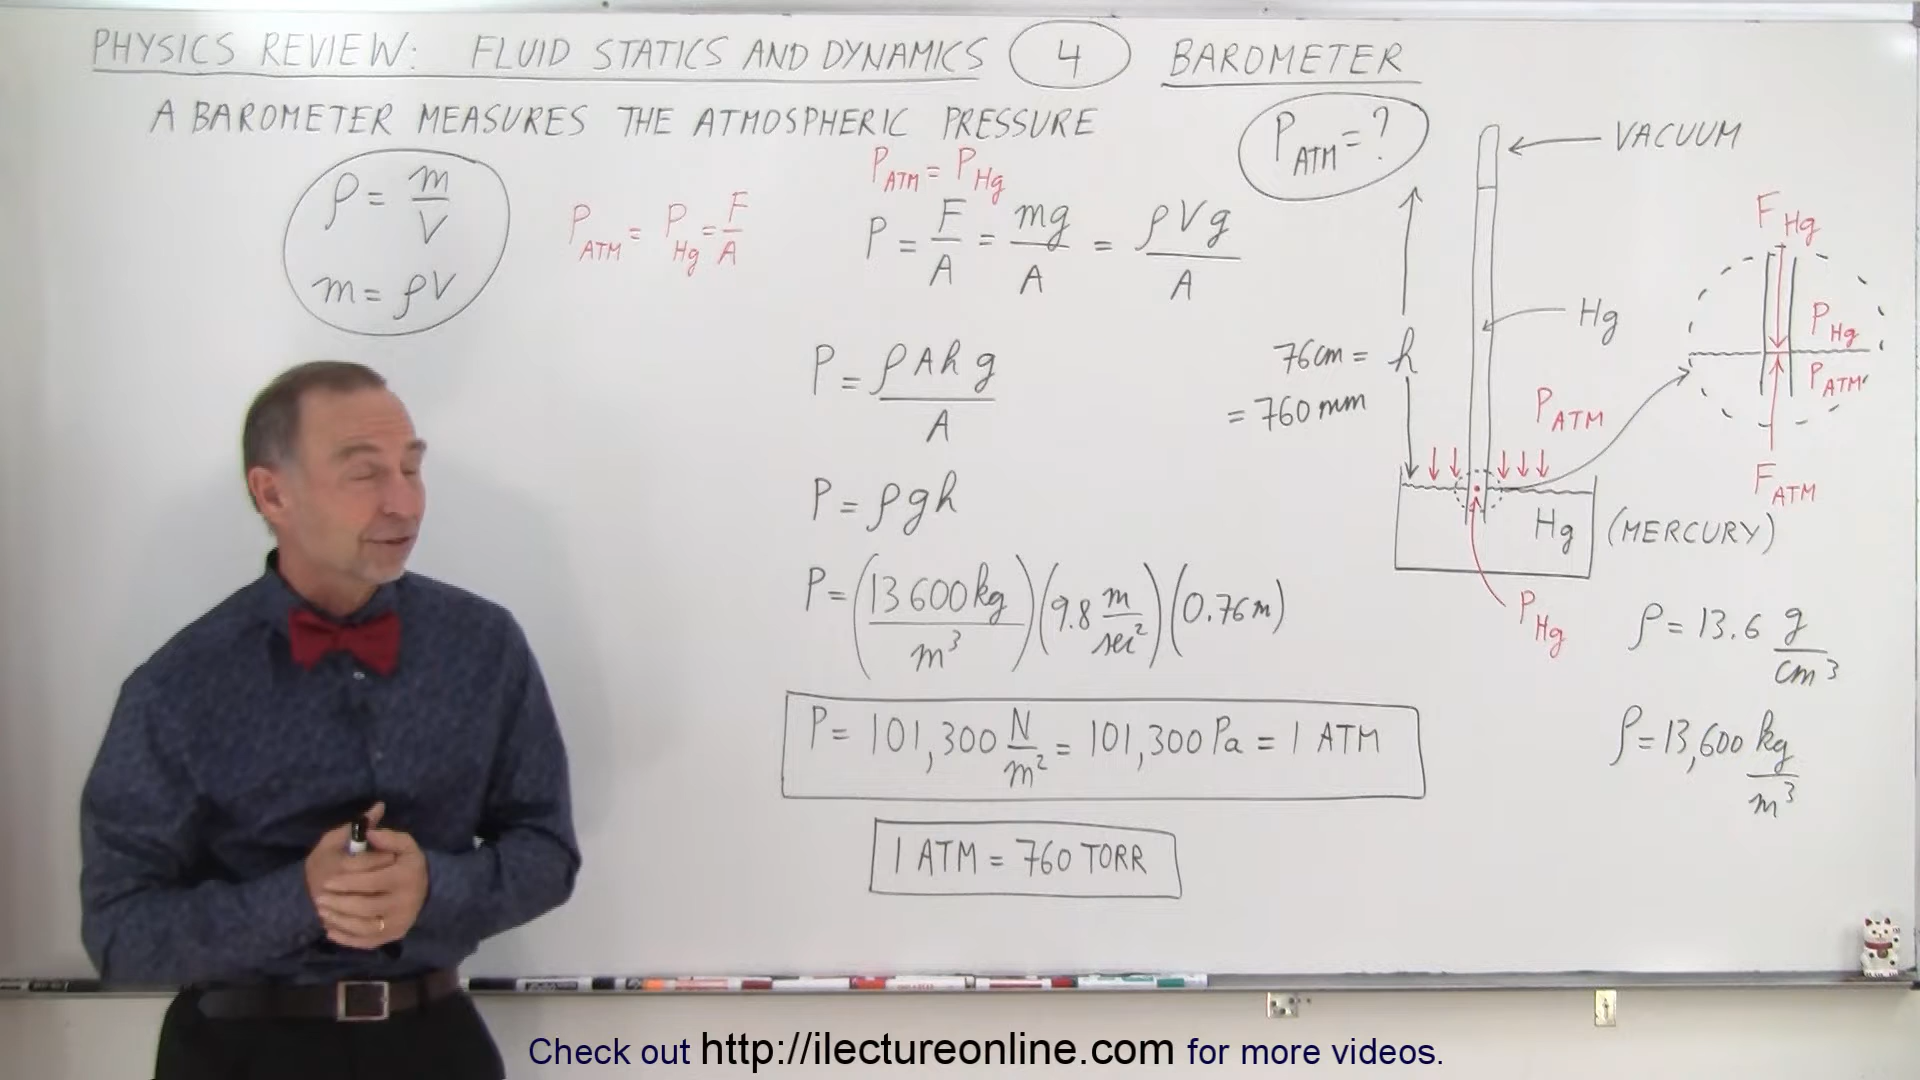 PHYSICS REVIEW: FLUID STATICS AND DYNAMICS 4 BAROMETER
A BAROMETER MEASURES THE ATMOSPHERIC PRESSURE
P_ATM = ?
VACUUM
ρ = m/V
m = ρV
P_ATM = P_Hg = F/A
P_ATM = P_Hg
P = F/A = mg/A = ρVg/A
P = ρAhg/A
P = ρgh
P = (13600 kg/m³)(9.8 m/sec²)(0.76m)
P = 101,300 N/m² = 101,300 Pa = 1 ATM
1 ATM = 760 TORR
76cm = h
= 760 mm
Hg
P_ATM
Hg (MERCURY)
P_Hg
F_Hg
P_Hg
P_ATM
F_ATM
ρ = 13.6 g/cm³
ρ = 13,600 kg/m³
Check out http://ilectureonline.com for more videos.